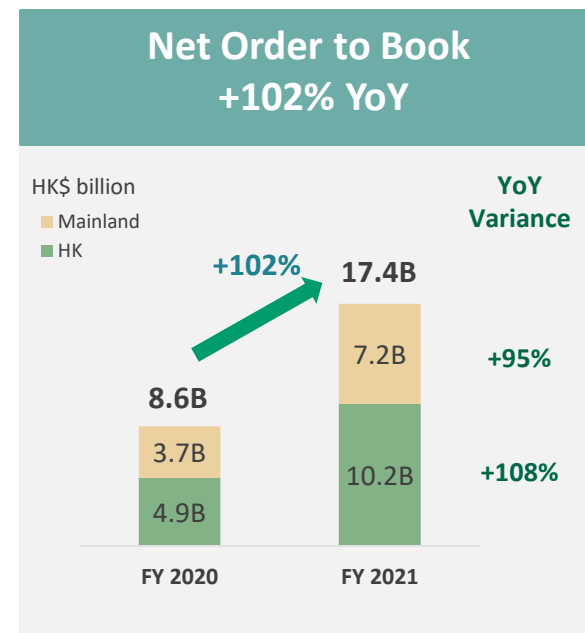 Net Order to Book
+102% YoY
HK$ billion
Mainland
HK
YoY
Variance
+102%
17.4B
7.2B
+95%
8.6B
3.7B
10.2B
+108%
4.9B
FY 2020
FY 2021